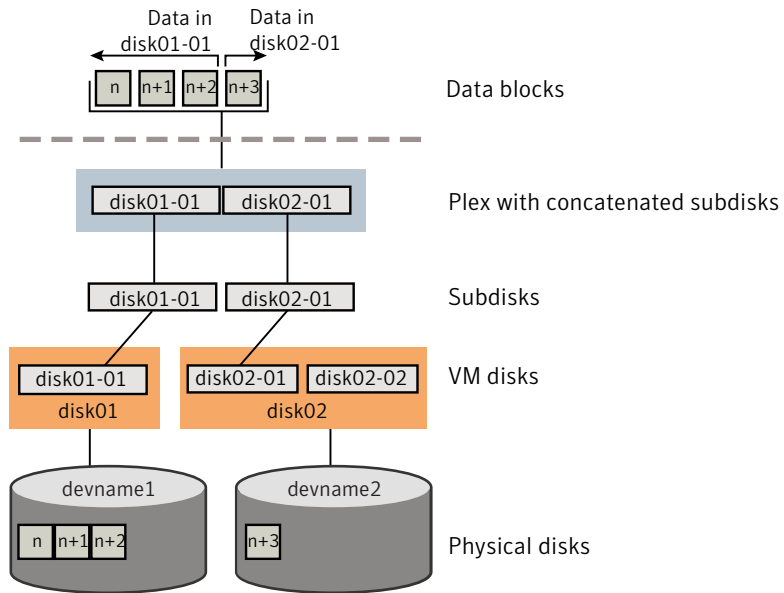 Data in
disk01-01
Data in
disk02-01
n n+1 n+2 n+3
Data blocks
disk01-01 disk02-01
Plex with concatenated subdisks
disk01-01 disk02-01
Subdisks
disk01-01
disk02-01 disk02-02
VM disks
disk01
disk02
devname1
devname2
n n+1 n+2
n+3
Physical disks